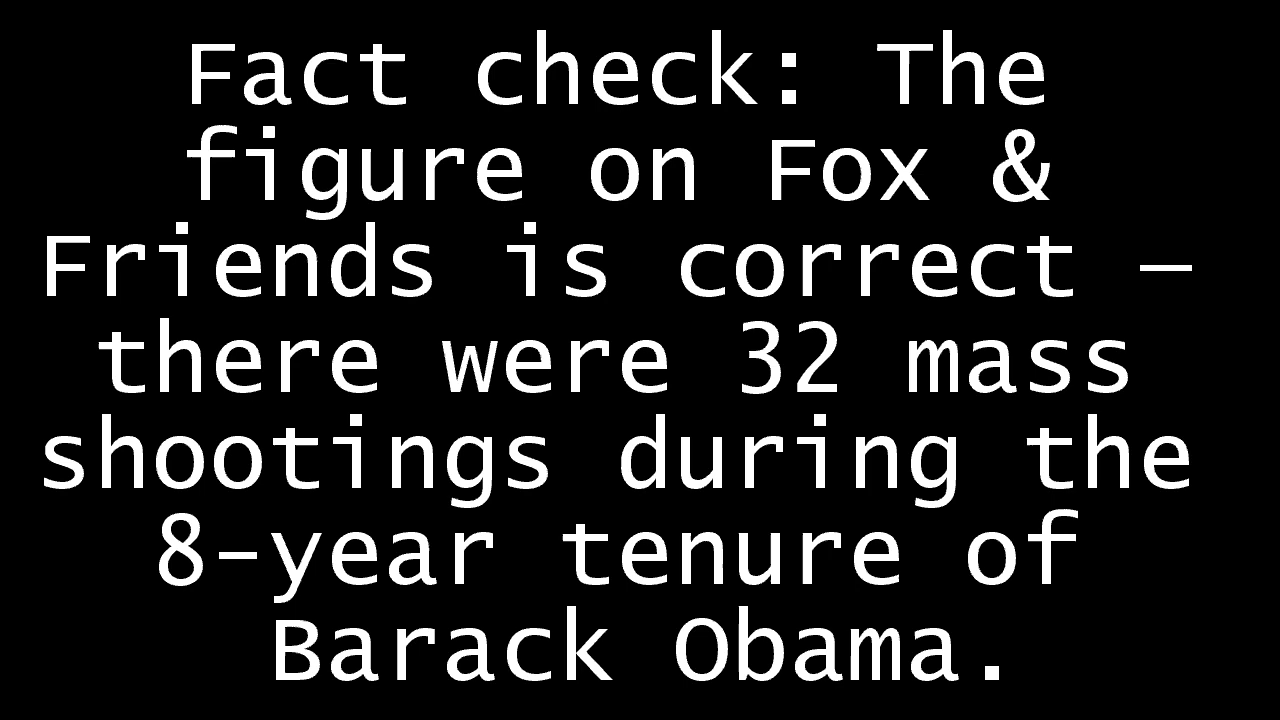 Fact check: The
figure on Fox &
Friends is correct —
there were 32 mass
shootings during the
8-year tenure of
Barack Obama.